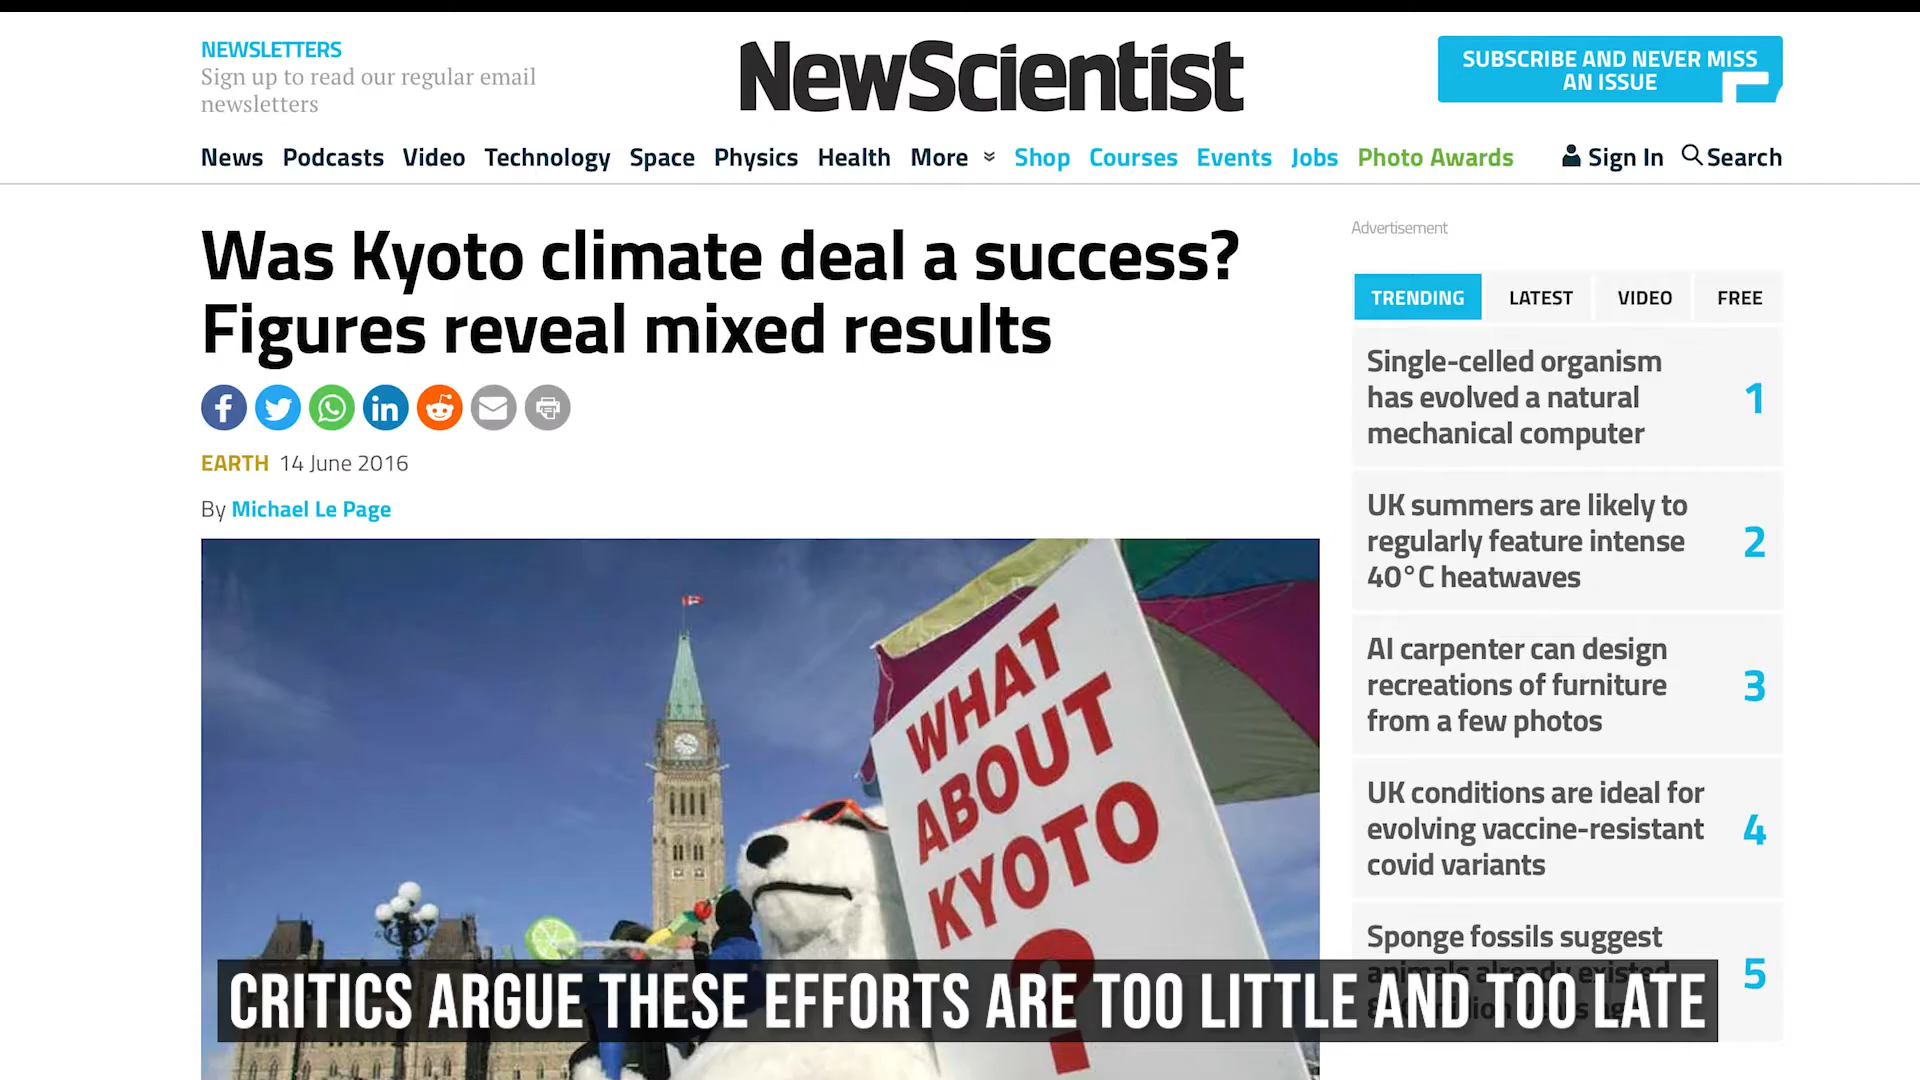 NEWSLETTERS
Sign up to read our regular email
newsletters
NewScientist
SUBSCRIBE AND NEVER MISS
AN ISSUE
News Podcasts Video Technology Space Physics Health More Shop Courses Events Jobs Photo Awards Sign In Search
Was Kyoto climate deal a success?
Figures reveal mixed results
EARTH 14 June 2016
By Michael Le Page
WHAT
ABOUT
KYOTO
?
Advertisement
TRENDING LATEST VIDEO FREE
Single-celled organism
has evolved a natural
mechanical computer
1
UK summers are likely to
regularly feature intense
40°C heatwaves
2
AI carpenter can design
recreations of furniture
from a few photos
3
UK conditions are ideal for
evolving vaccine-resistant
covid variants
4
Sponge fossils suggest
animals already existed
5
CRITICS ARGUE THESE EFFORTS ARE TOO LITTLE AND TOO LATE